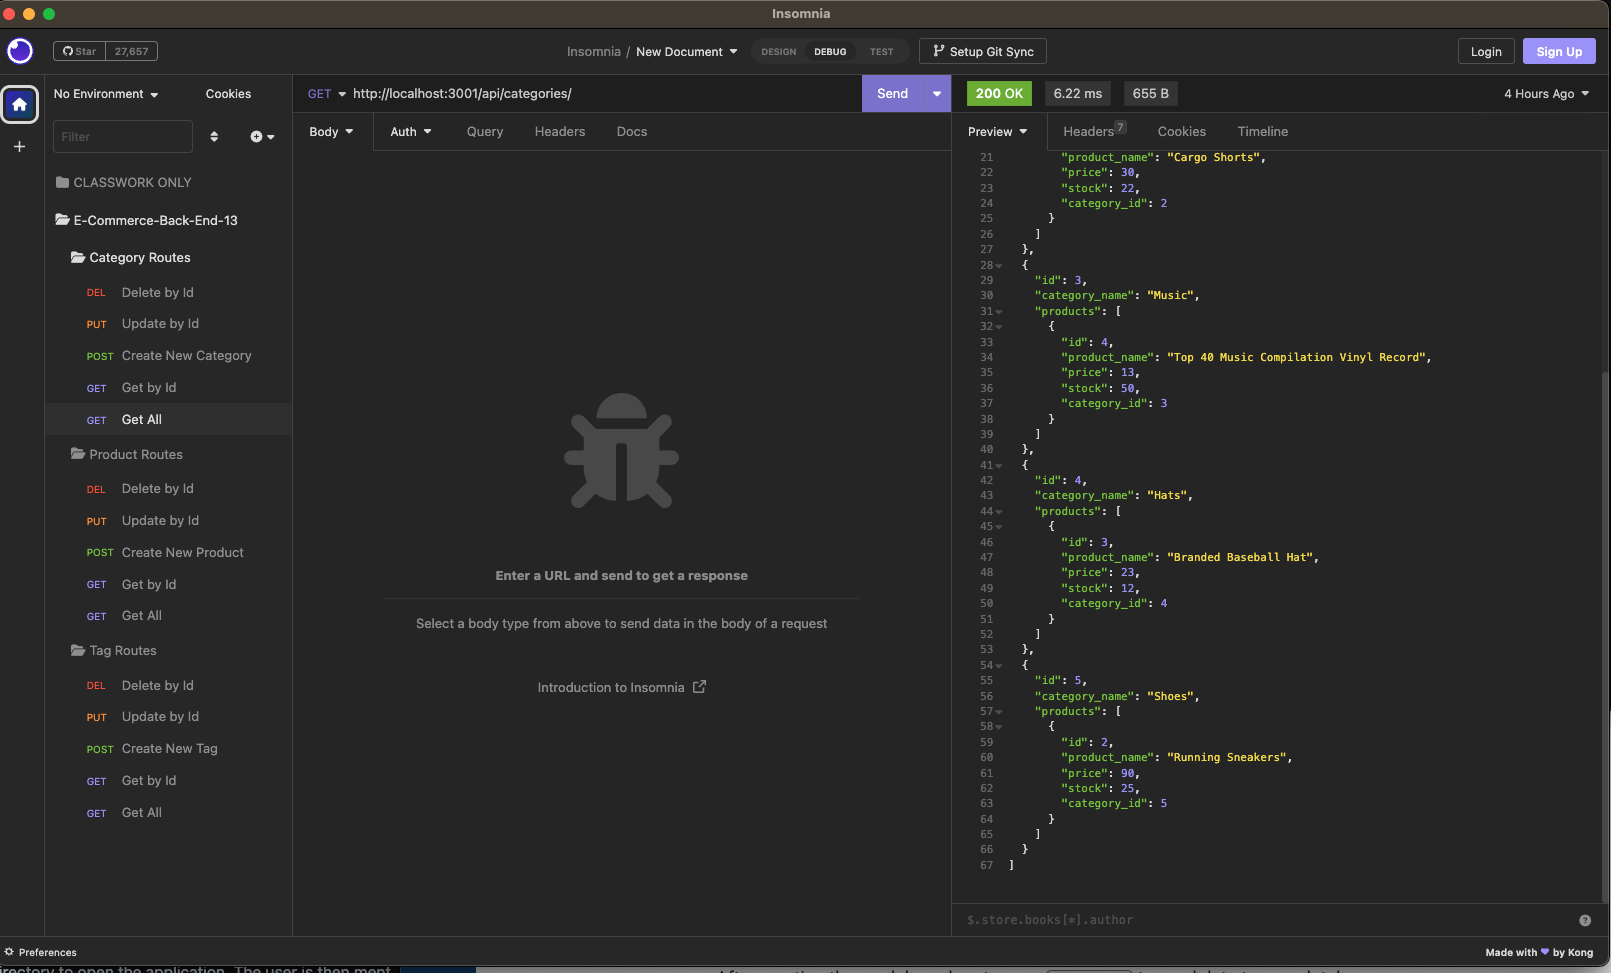 Insomnia
Star 27,657
Insomnia / New Document
DESIGN DEBUG TEST
Setup Git Sync
Login Sign Up
No Environment Cookies
Filter
CLASSWORK ONLY
E-Commerce-Back-End-13
Category Routes
DEL Delete by Id
PUT Update by Id
POST Create New Category
GET Get by Id
GET Get All
Product Routes
DEL Delete by Id
PUT Update by Id
POST Create New Product
GET Get by Id
GET Get All
Tag Routes
DEL Delete by Id
PUT Update by Id
POST Create New Tag
GET Get by Id
GET Get All
GET http://localhost:3001/api/categories/ Send
Body Auth Query Headers Docs
Enter a URL and send to get a response
Select a body type from above to send data in the body of a request
Introduction to Insomnia
200 OK 6.22 ms 655 B 4 Hours Ago
Preview Headers 7 Cookies Timeline
21 "product_name": "Cargo Shorts",
22 "price": 30,
23 "stock": 22,
24 "category_id": 2
25 }
26 ]
27 },
28 {
29 "id": 3,
30 "category_name": "Music",
31 "products": [
32 {
33 "id": 4,
34 "product_name": "Top 40 Music Compilation Vinyl Record",
35 "price": 13,
36 "stock": 50,
37 "category_id": 3
38 }
39 ]
40 },
41 {
42 "id": 4,
43 "category_name": "Hats",
44 "products": [
45 {
46 "id": 3,
47 "product_name": "Branded Baseball Hat",
48 "price": 23,
49 "stock": 12,
50 "category_id": 4
51 }
52 ]
53 },
54 {
55 "id": 5,
56 "category_name": "Shoes",
57 "products": [
58 {
59 "id": 2,
60 "product_name": "Running Sneakers",
61 "price": 90,
62 "stock": 25,
63 "category_id": 5
64 }
65 ]
66 }
67 ]
$.store.books[*].author
Preferences
Made with by Kong
irectory to open the application. The user is then